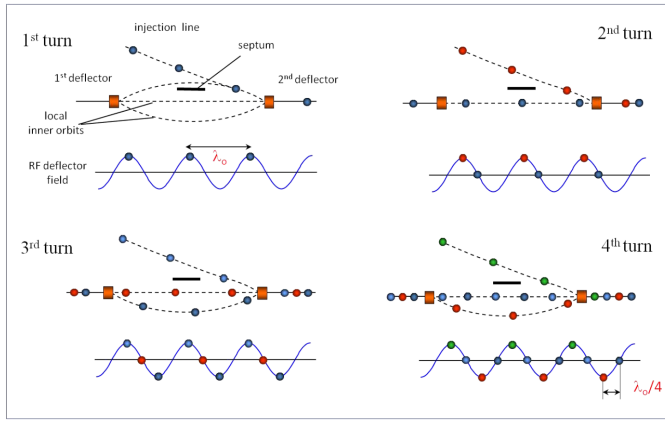 1st turn
injection line
septum
1st deflector
2nd deflector
local
inner orbits
RF deflector
field
λo
2nd turn
3rd turn
4th turn
λo/4